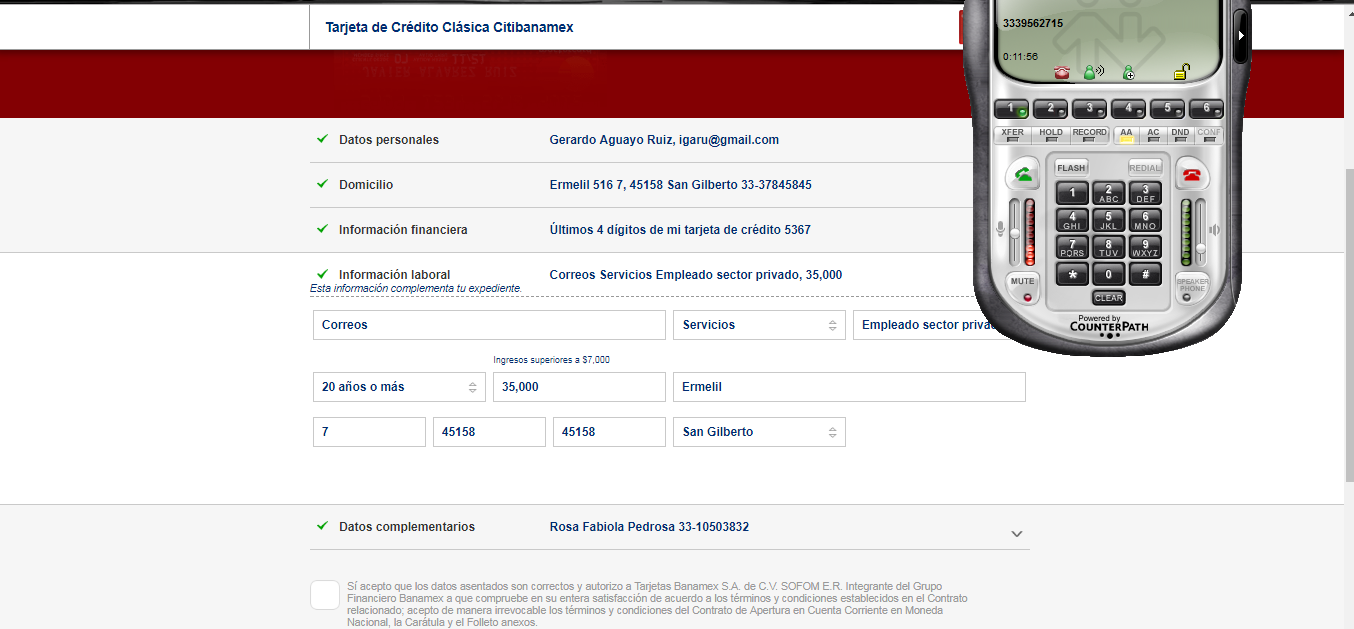 Tarjeta de Crédito Clásica Citibanamex
Datos personales Gerardo Aguayo Ruiz, igaru@gmail.com
Domicilio Ermelil 516 7, 45158 San Gilberto 33-37845845
Información financiera Últimos 4 dígitos de mi tarjeta de crédito 5367
Información laboral Correos Servicios Empleado sector privado, 35,000
Esta información complementa tu expediente.
Correos Servicios Empleado sector priva
Ingresos superiores a $7,000
20 años o más 35,000 Ermelil
7 45158 45158 San Gilberto
Datos complementarios Rosa Fabiola Pedrosa 33-10503832
Sí acepto que los datos asentados son correctos y autorizo a Tarjetas Banamex S.A. de C.V. SOFOM E.R. Integrante del Grupo
Financiero Banamex a que compruebe en su entera satisfacción de acuerdo a los términos y condiciones establecidos en el Contrato
relacionado; acepto de manera irrevocable los términos y condiciones del Contrato de Apertura en Cuenta Corriente en Moneda
Nacional, la Carátula y el Folleto anexos.
3339562715
0:11:56
1 2 3 4 5 6
XFER HOLD RECORD AA AC DND CONF
FLASH REDIAL
1 2 ABC 3 DEF
4 GHI 5 JKL 6 MNO
7 PQRS 8 TUV 9 WXYZ
* 0 #
MUTE SPEAKER PHONE
CLEAR
Powered by
COUNTERPATH